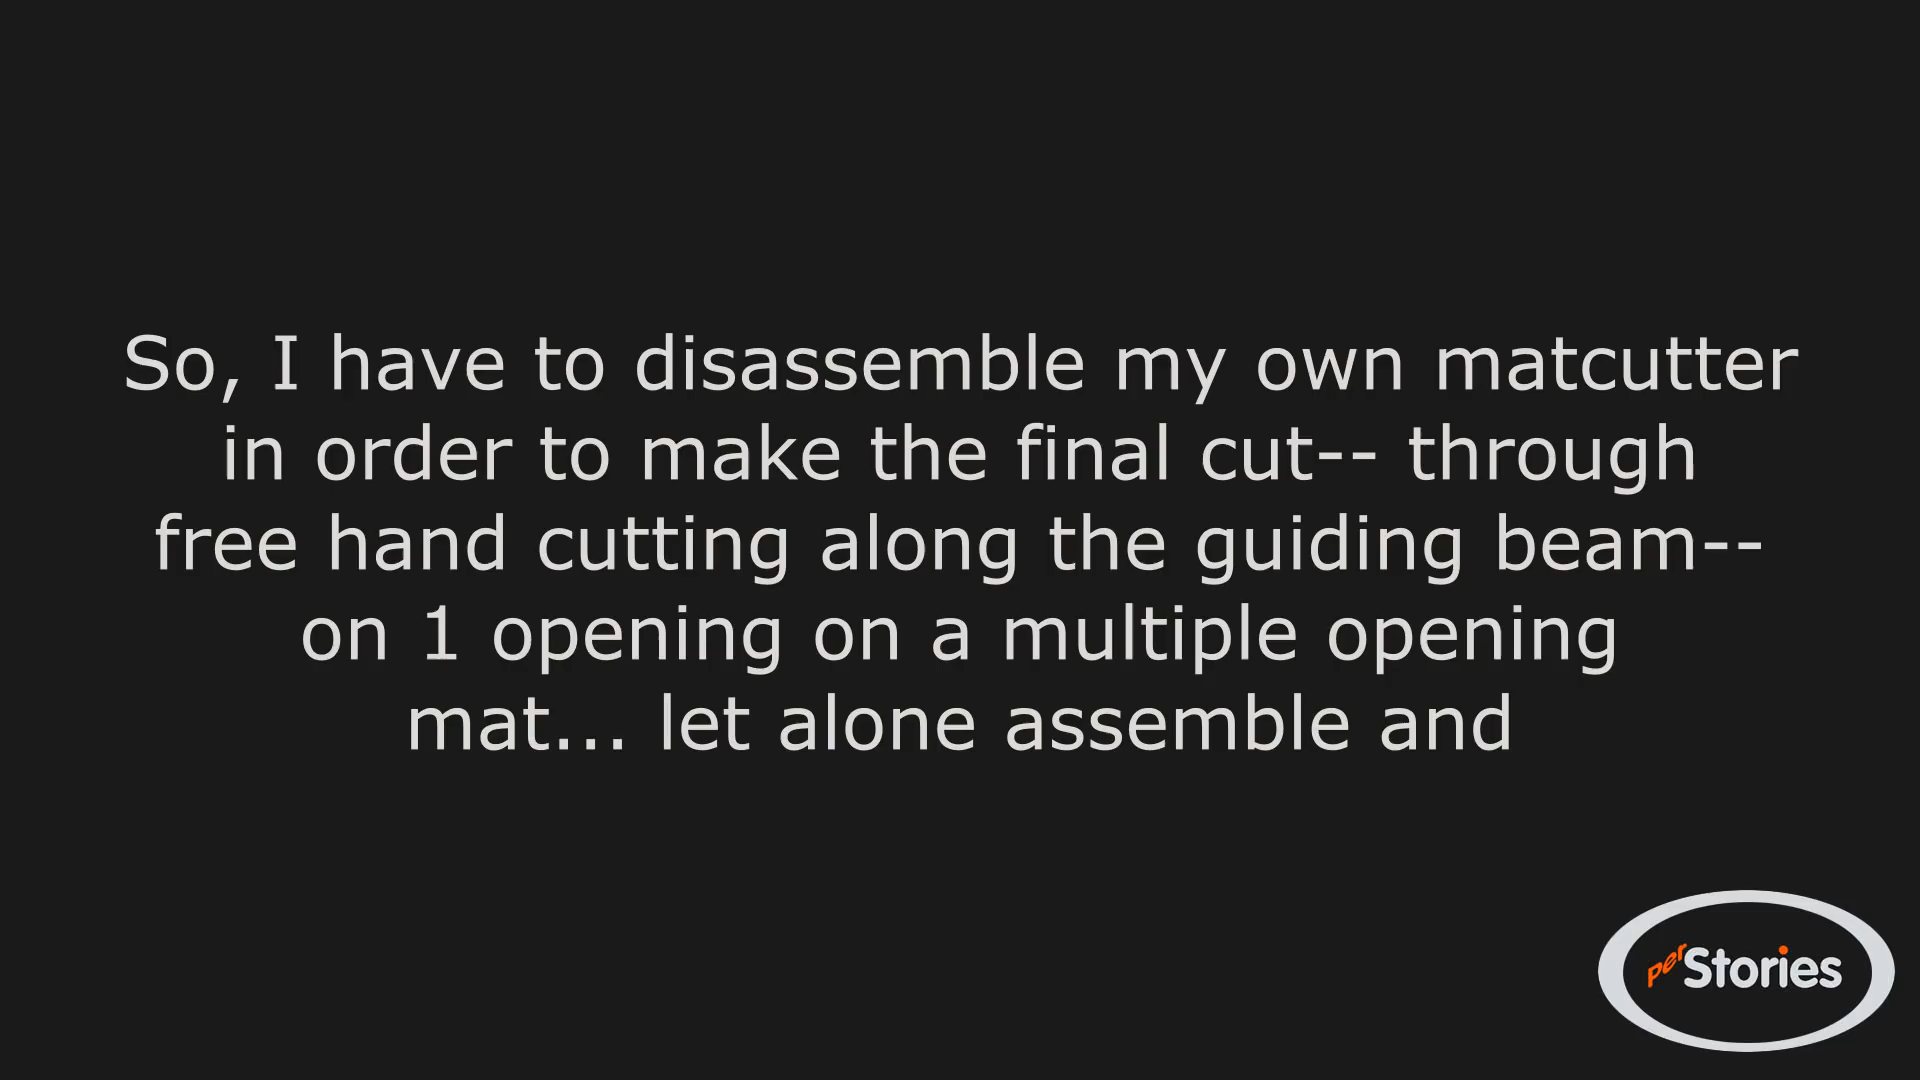 So, I have to disassemble my own matcutter
in order to make the final cut-- through
free hand cutting along the guiding beam--
on 1 opening on a multiple opening
mat... let alone assemble and
perStories